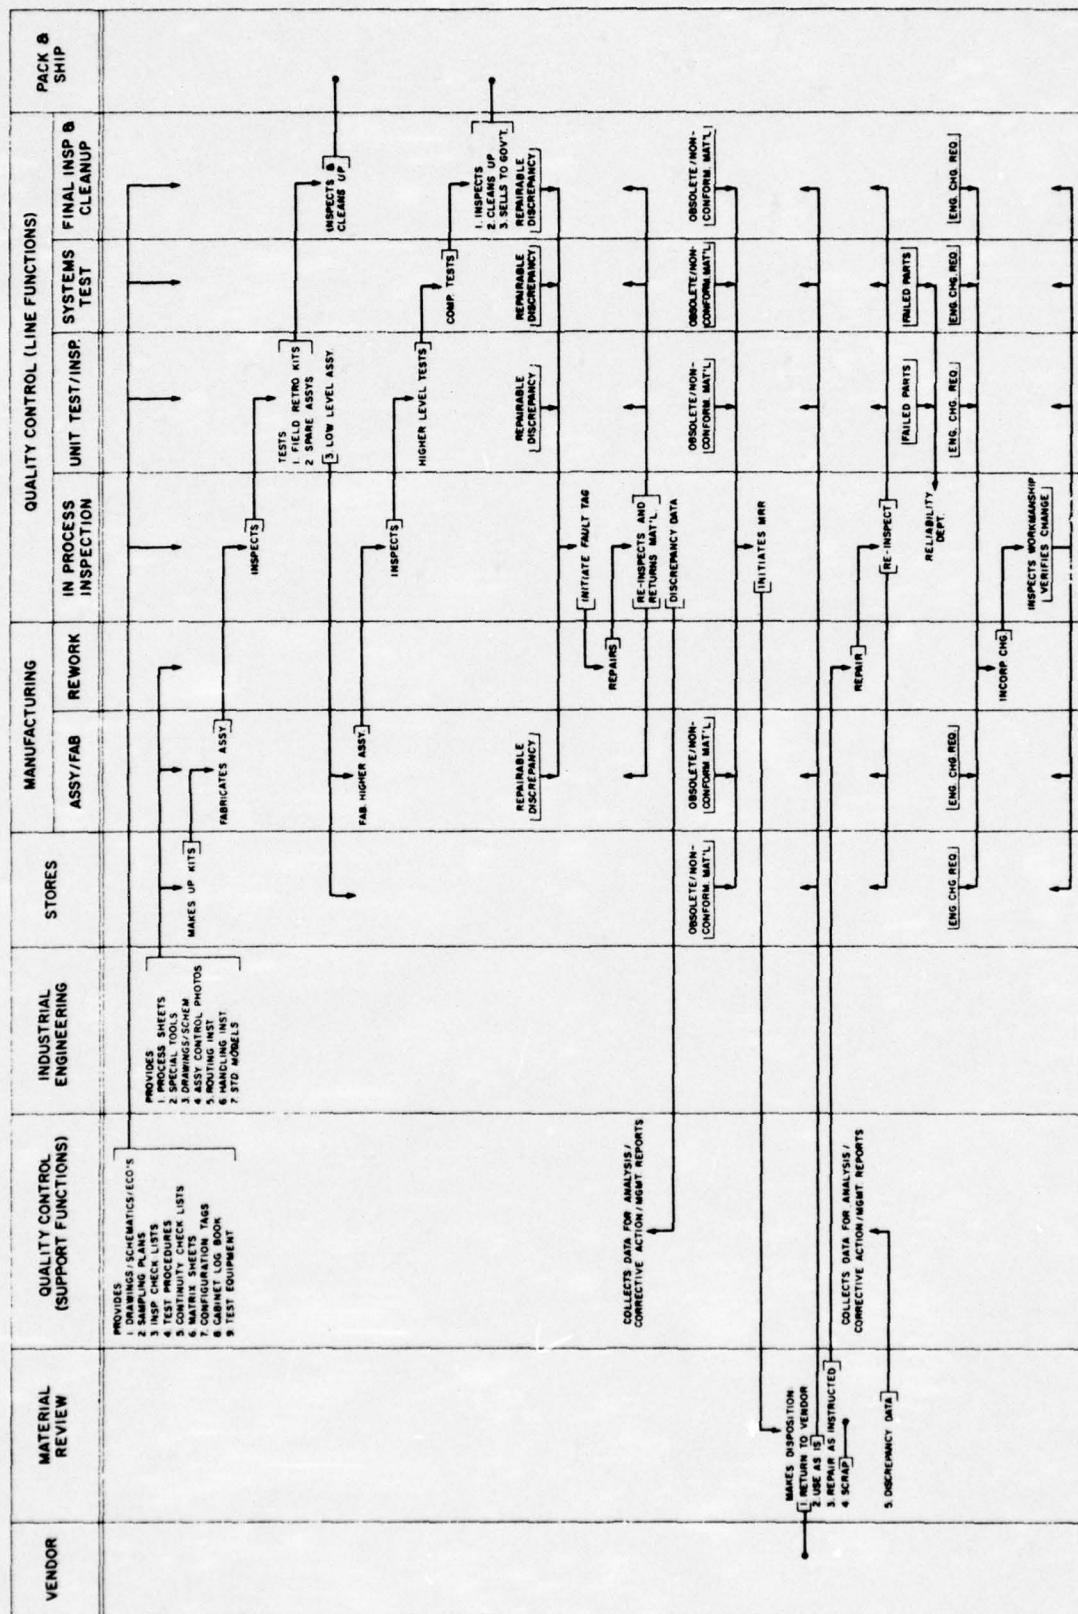 VENDOR
MATERIAL
REVIEW
QUALITY CONTROL
(SUPPORT FUNCTIONS)
INDUSTRIAL
ENGINEERING
STORES
MANUFACTURING
ASSY/FAB
REWORK
QUALITY CONTROL (LINE FUNCTIONS)
IN PROCESS
INSPECTION
UNIT TEST/INSP.
SYSTEMS
TEST
FINAL INSP &
CLEANUP
PACK &
SHIP
PROVIDES
1 DRAWINGS/SCHEMATICS/ECO'S
2 SAMPLING PLANS
3 INSP CHECK LISTS
4 TEST PROCEDURES
5 CONTINUITY CHECK LISTS
6 MATRIX SHEETS
7. CONFIGURATION TAGS
8 CABINET LOG BOOK
9. TEST EQUIPMENT
PROVIDES
1. PROCESS SHEETS
2. SPECIAL TOOLS
3. DRAWINGS/SCHEM
4 ASSY CONTROL PHOTOS
5. ROUTING INST
6 HANDLING INST
7. STD MODELS
MAKES UP KITS
FABRICATES ASSY
INSPECTS
TESTS
1. FIELD RETRO KITS
2 SPARE ASSYS
3. LOW LEVEL ASSY.
INSPECTS &
CLEANS UP
FAB. HIGHER ASSY.
INSPECTS
HIGHER LEVEL TESTS
COMP. TESTS
1. INSPECTS
2. CLEANS UP
3. SELLS TO GOV'T.
REPAIRABLE
DISCREPANCY
REPAIRABLE
DISCREPANCY
REPAIRABLE
DISCREPANCY
REPAIRABLE
DISCREPANCY
INITIATE FAULT TAG
REPAIRS
RE-INSPECTS AND
RETURNS MAT'L.
DISCREPANCY DATA
COLLECTS DATA FOR ANALYSIS/
CORRECTIVE ACTION/MGMT REPORTS
OBSOLETE/NON-
CONFORM. MAT'L
OBSOLETE/NON-
CONFORM MAT'L
OBSOLETE/NON-
CONFORM. MAT'L
OBSOLETE/NON-
CONFORM MAT'L
OBSOLETE/NON-
CONFORM. MAT'L
INITIATES MRR
MAKES DISPOSITION
1. RETURN TO VENDOR
2. USE AS IS
3. REPAIR AS INSTRUCTED
4. SCRAP
5. DISCREPANCY DATA
COLLECTS DATA FOR ANALYSIS/
CORRECTIVE ACTION/MGMT REPORTS
REPAIR
RE-INSPECT
FAILED PARTS
FAILED PARTS
RELIABILITY
DEPT.
ENG CHG REQ
ENG CHG REQ
ENG. CHG. REQ
ENG. CHG. REQ
ENG. CHG. REQ
INCORP CHG
INSPECTS WORKMANSHIP
VERIFIES CHANGE